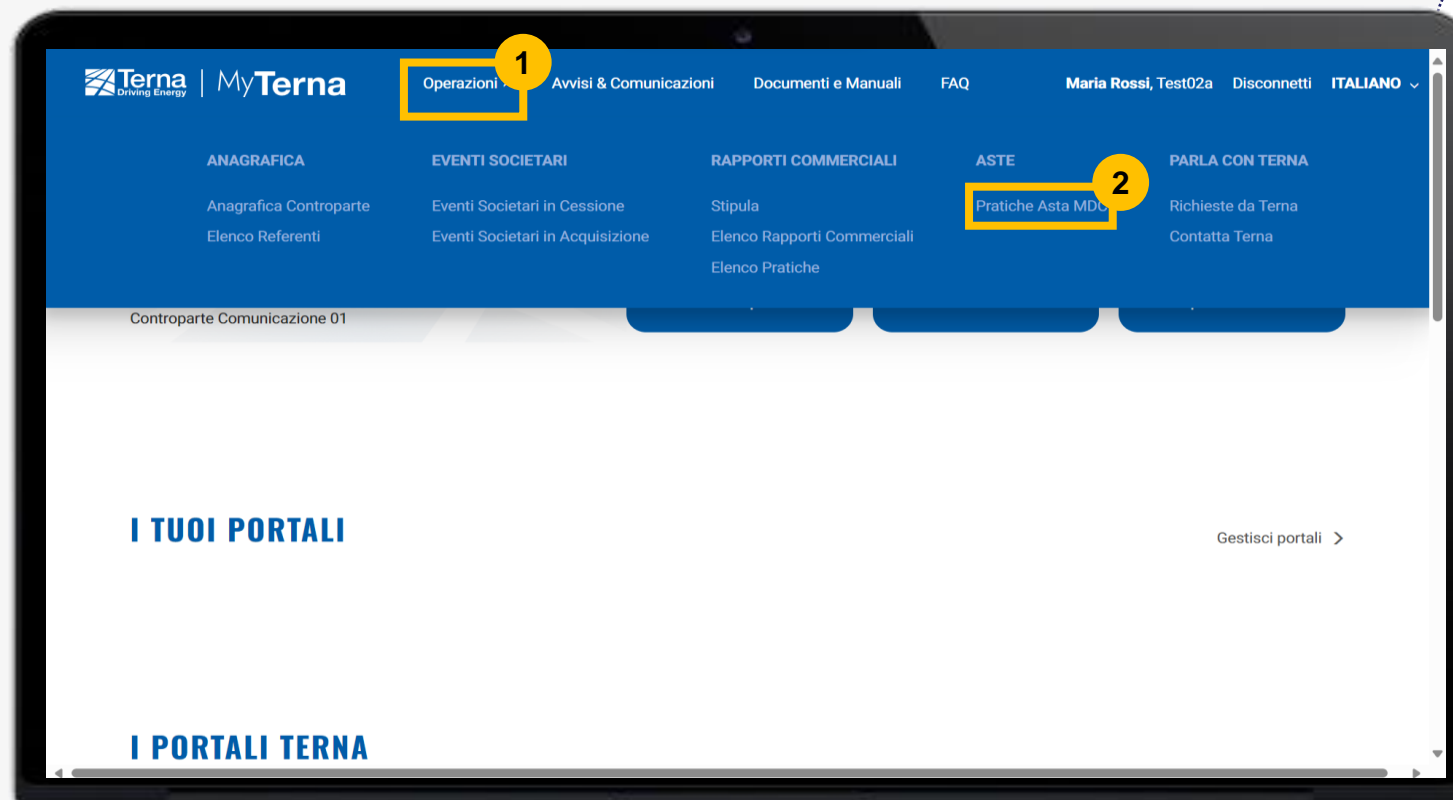 1
Terna
Driving Energy
MyTerna
Operazioni
Avvisi & Comunicazioni
Documenti e Manuali
FAQ
Maria Rossi, Test02a
Disconnetti
ITALIANO
ANAGRAFICA
Anagrafica Controparte
Elenco Referenti
EVENTI SOCIETARI
Eventi Societari in Cessione
Eventi Societari in Acquisizione
RAPPORTI COMMERCIALI
Stipula
Elenco Rapporti Commerciali
Elenco Pratiche
ASTE
2
Pratiche Asta MDC
PARLA CON TERNA
Richieste da Terna
Contatta Terna
Controparte Comunicazione 01
I TUOI PORTALI
Gestisci portali
I PORTALI TERNA